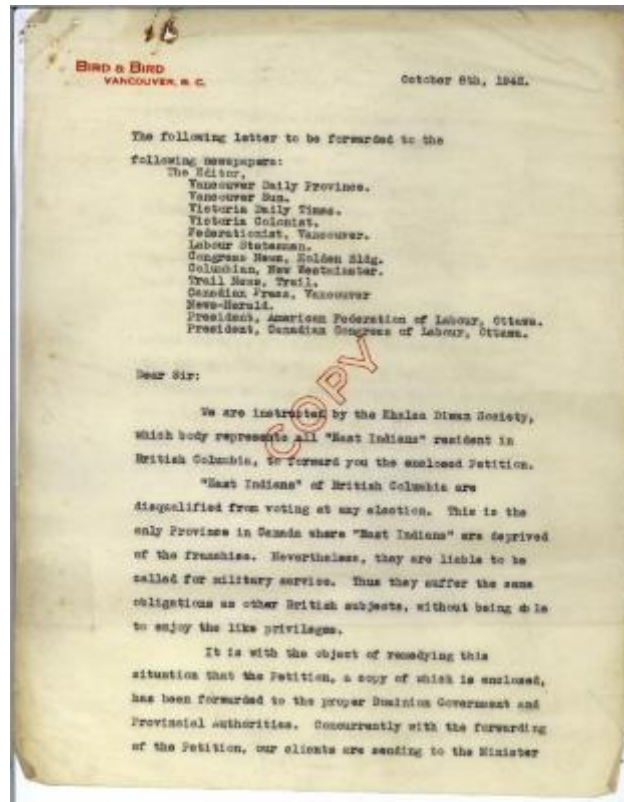 BIRD & BIRD
VANCOUVER, B. C.
October 8th, 1942.
The following letter to be forwarded to the
following newspapers:
The Editor,
Vancouver Daily Province.
Vancouver Sun.
Victoria Daily Times.
Victoria Colonist.
Federationist, Vancouver.
Labour Statesman.
Congress News, Holden Bldg.
Columbian, New Westminster.
Trail News, Trail.
Canadian Press, Vancouver
News-Herald.
President, American Federation of Labour, Ottawa.
President, Canadian Congress of Labour, Ottawa.
COPY
Dear Sir:
We are instructed by the Khalsa Diwan Society,
which body represents all "East Indians" resident in
British Columbia, to forward you the enclosed Petition.
"East Indians" of British Columbia are
disqualified from voting at any election. This is the
only Province in Canada where "East Indians" are deprived
of the franchise. Nevertheless, they are liable to be
called for military service. Thus they suffer the same
obligations as other British subjects, without being able
to enjoy the like privileges.
It is with the object of remedying this
situation that the Petition, a copy of which is enclosed,
has been forwarded to the proper Dominion Government and
Provincial Authorities. Concurrently with the forwarding
of the Petition, our clients are sending to the Minister